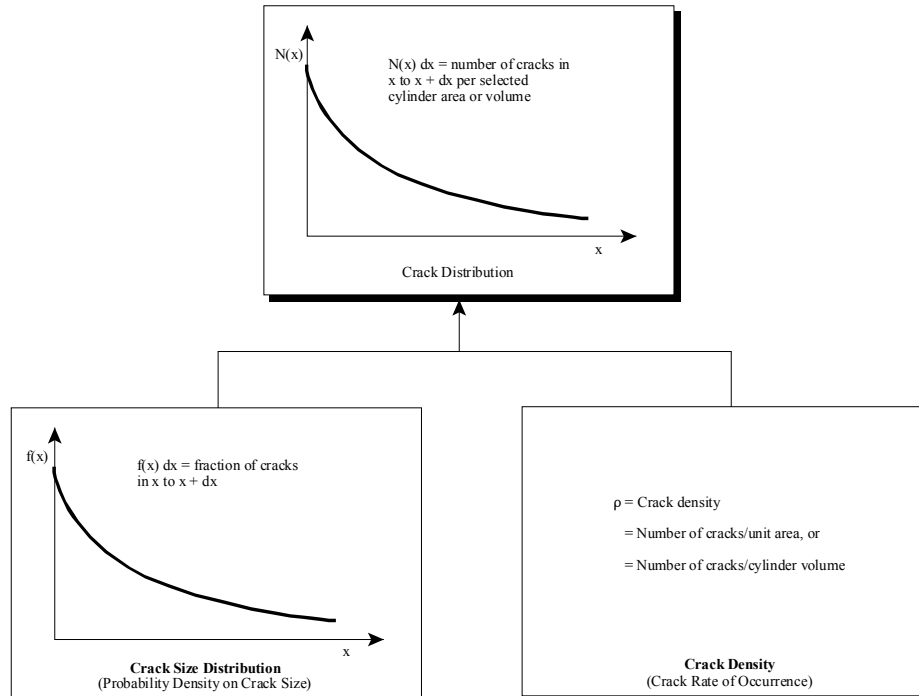 N(x)
N(x) dx = number of cracks in
x to x + dx per selected
cylinder area or volume
x
Crack Distribution
f(x)
f(x) dx = fraction of cracks
in x to x + dx
x
Crack Size Distribution
(Probability Density on Crack Size)
ρ = Crack density
= Number of cracks/unit area, or
= Number of cracks/cylinder volume
Crack Density
(Crack Rate of Occurrence)